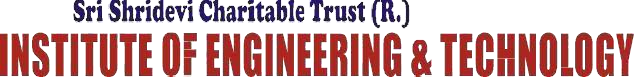 Sri Shridevi Charitable Trust (R.)
INSTITUTE OF ENGINEERING & TECHNOLOGY